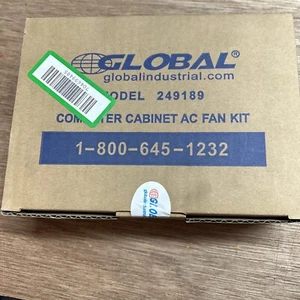 GLOBAL®
globalindustrial.com
MODEL 249189
COMPUTER CABINET AC FAN KIT
1-800-645-1232